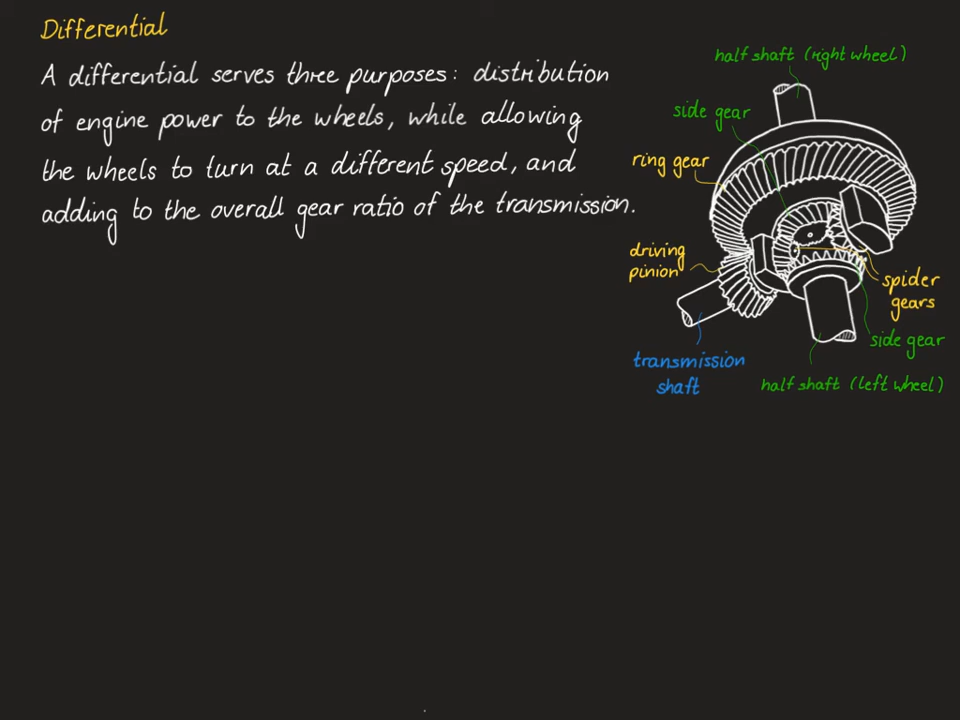 Differential
A differential serves three purposes: distribution
of engine power to the wheels, while allowing
the wheels to turn at a different speed, and
adding to the overall gear ratio of the transmission.
half shaft (right wheel)
side gear
ring gear
driving
pinion
spider
gears
side gear
transmission
shaft
half shaft (left wheel)